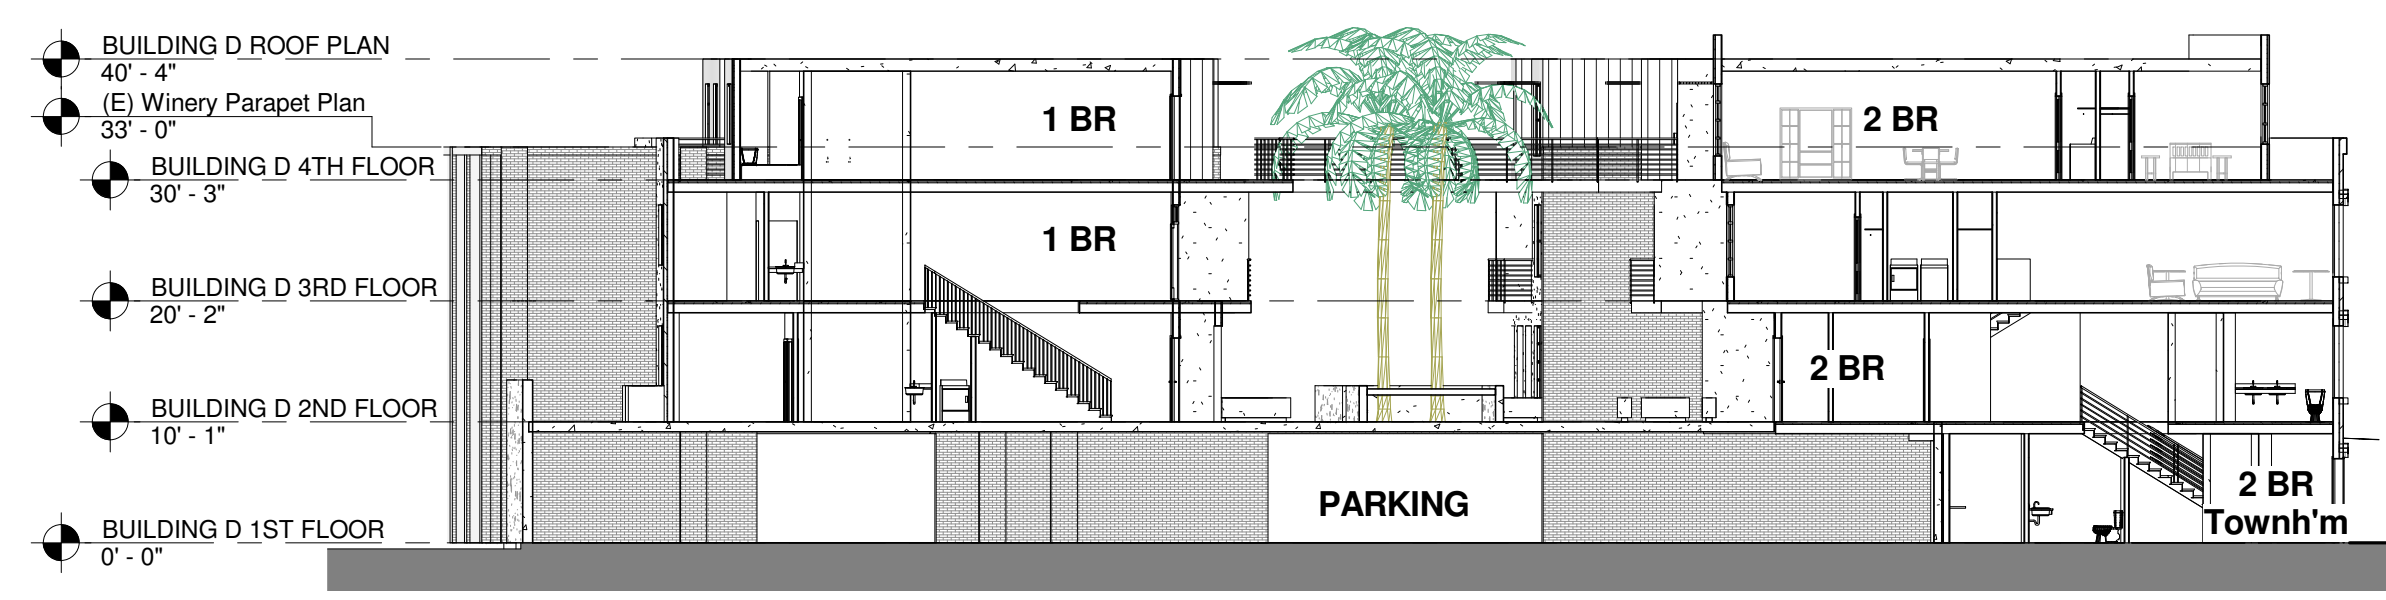 BUILDING D ROOF PLAN
40' - 4"
(E) Winery Parapet Plan
33' - 0"
BUILDING D 4TH FLOOR
30' - 3"
BUILDING D 3RD FLOOR
20' - 2"
BUILDING D 2ND FLOOR
10' - 1"
BUILDING D 1ST FLOOR
0' - 0"
1 BR
2 BR
1 BR
2 BR
PARKING
2 BR
Townh'm